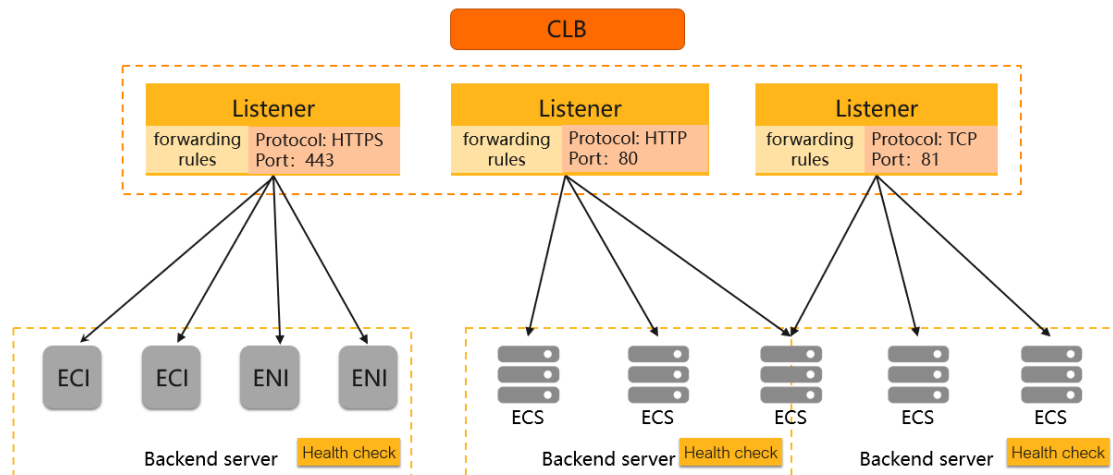 CLB
Listener
forwarding
rules
Protocol: HTTPS
Port：443
Listener
forwarding
rules
Protocol: HTTP
Port：80
Listener
forwarding
rules
Protocol: TCP
Port：81
ECI
ECI
ENI
ENI
ECS
ECS
ECS
ECS
ECS
Backend server
Health check
Backend server
Health check
Backend server
Health check